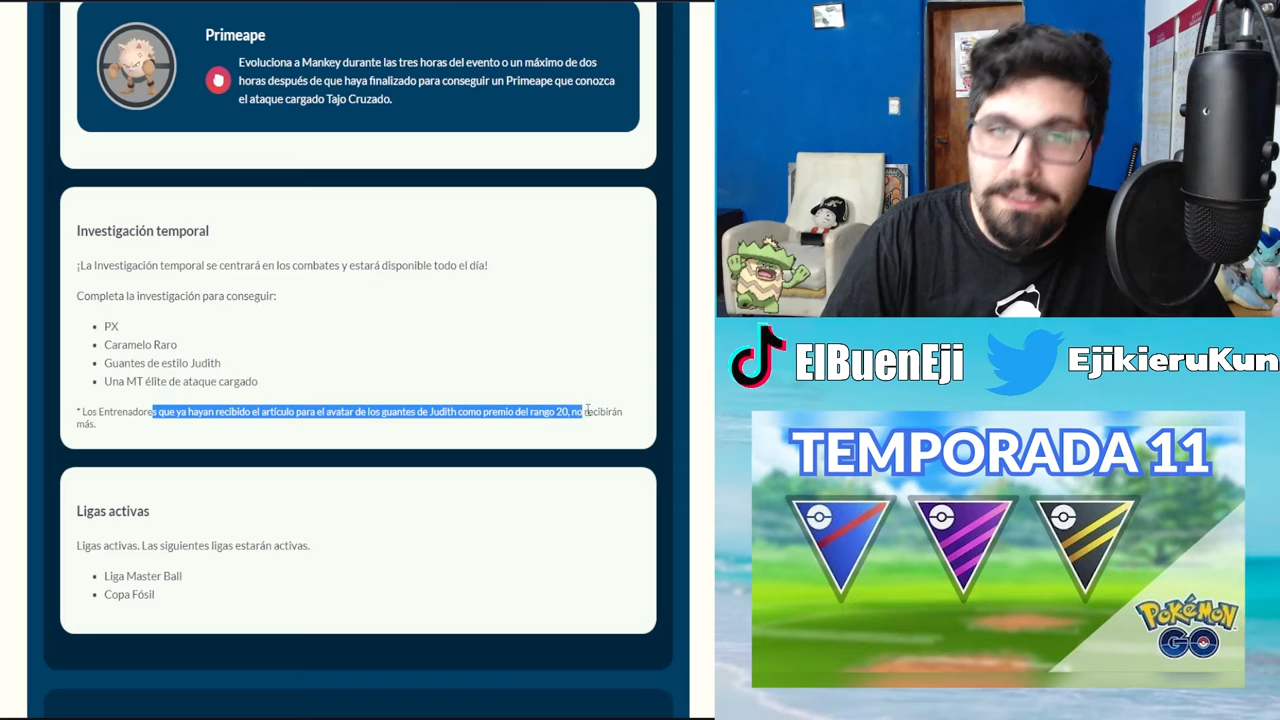 Primeape
Evoluciona a Mankey durante las tres horas del evento o un máximo de dos
horas después de que haya finalizado para conseguir un Primeape que conozca
el ataque cargado Tajo Cruzado.
Investigación temporal
¡La Investigación temporal se centrará en los combates y estará disponible todo el día!
Completa la investigación para conseguir:
• PX
• Caramelo Raro
• Guantes de estilo Judith
• Una MT élite de ataque cargado
* Los Entrenadores que ya hayan recibido el artículo para el avatar de los guantes de Judith como premio del rango 20, no recibirán
más.
Ligas activas
Ligas activas. Las siguientes ligas estarán activas.
• Liga Master Ball
• Copa Fósil
ElBuenEji
EjikieruKun
TEMPORADA 11
POKéMON
GO